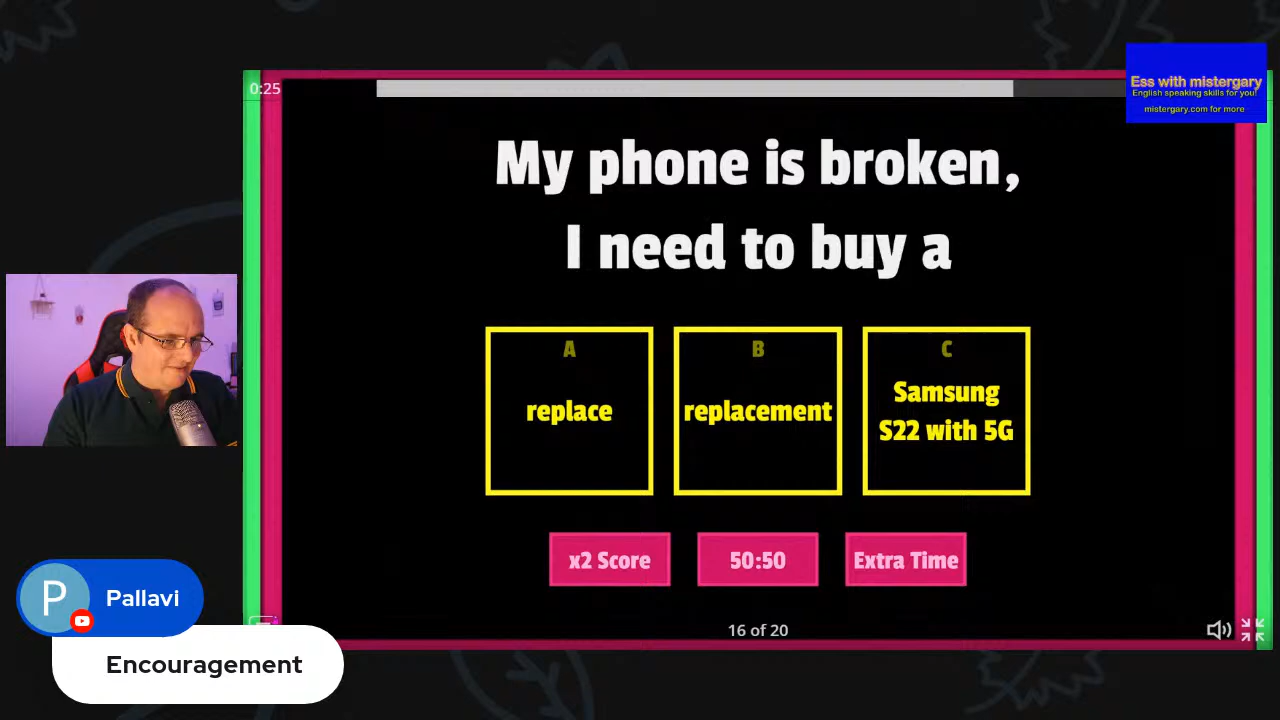 0:25
Ess with mistergary
English speaking skills for you!
mistergary.com for more
My phone is broken,
I need to buy a
A
replace
B
replacement
C
Samsung
S22 with 5G
x2 Score
50:50
Extra Time
16 of 20
P
Pallavi
Encouragement